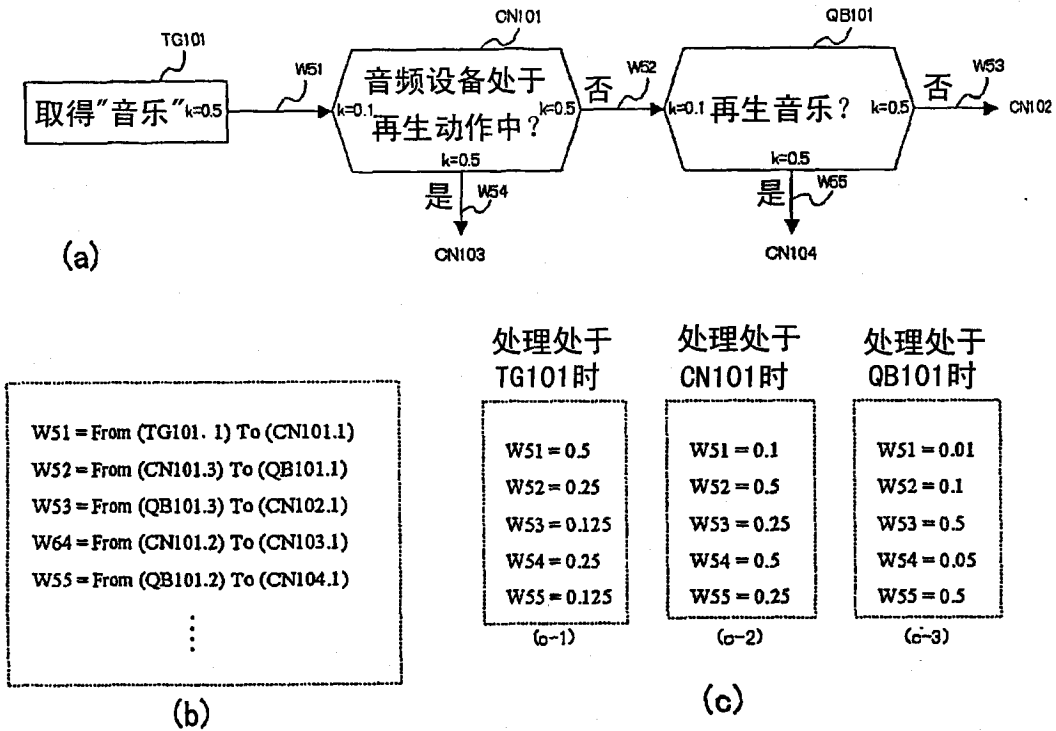 TG101
取得"音乐"
k=0.5
W51
CN101
k=0.1
音频设备处于
再生动作中？
k=0.5
k=0.5
否
W52
是
W54
CN103
QB101
k=0.1
再生音乐？
k=0.5
k=0.5
否
W53
CN102
是
W55
CN104
(a)
W51 = From (TG101. 1) To (CN101.1)
W52 = From (CN101.3) To (QB101.1)
W53 = From (QB101.3) To (CN102.1)
W64 = From (CN101.2) To (CN103.1)
W55 = From (QB101.2) To (CN104.1)
(b)
处理处于
TG101时
W51 = 0.5
W52 = 0.25
W53 = 0.125
W54 = 0.25
W55 = 0.125
(c-1)
处理处于
CN101时
W51 = 0.1
W52 = 0.5
W53 = 0.25
W54 = 0.5
W55 = 0.25
(c-2)
处理处于
QB101时
W51 = 0.01
W52 = 0.1
W53 = 0.5
W54 = 0.05
W55 = 0.5
(c-3)
(c)